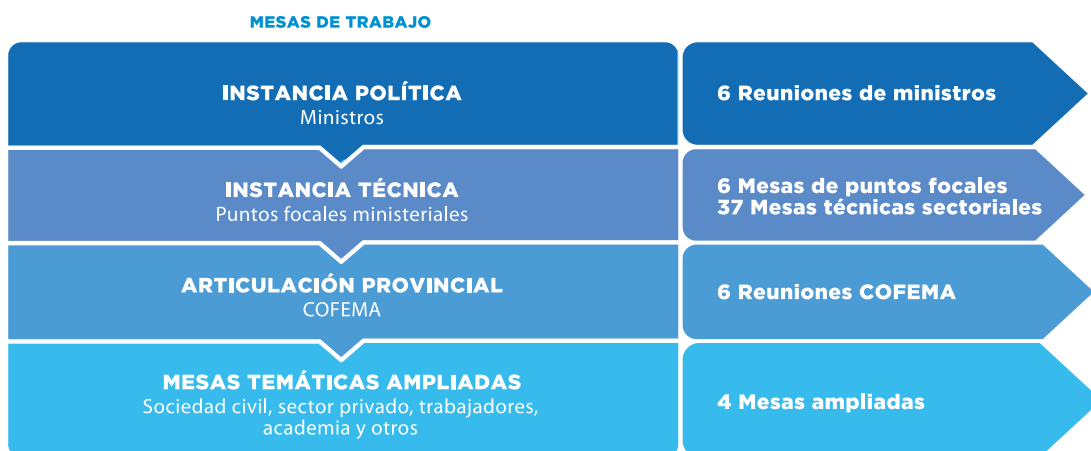 MESAS DE TRABAJO
INSTANCIA POLÍTICA
Ministros
6 Reuniones de ministros
INSTANCIA TÉCNICA
Puntos focales ministeriales
6 Mesas de puntos focales
37 Mesas técnicas sectoriales
ARTICULACIÓN PROVINCIAL
COFEMA
6 Reuniones COFEMA
MESAS TEMÁTICAS AMPLIADAS
Sociedad civil, sector privado, trabajadores,
academia y otros
4 Mesas ampliadas